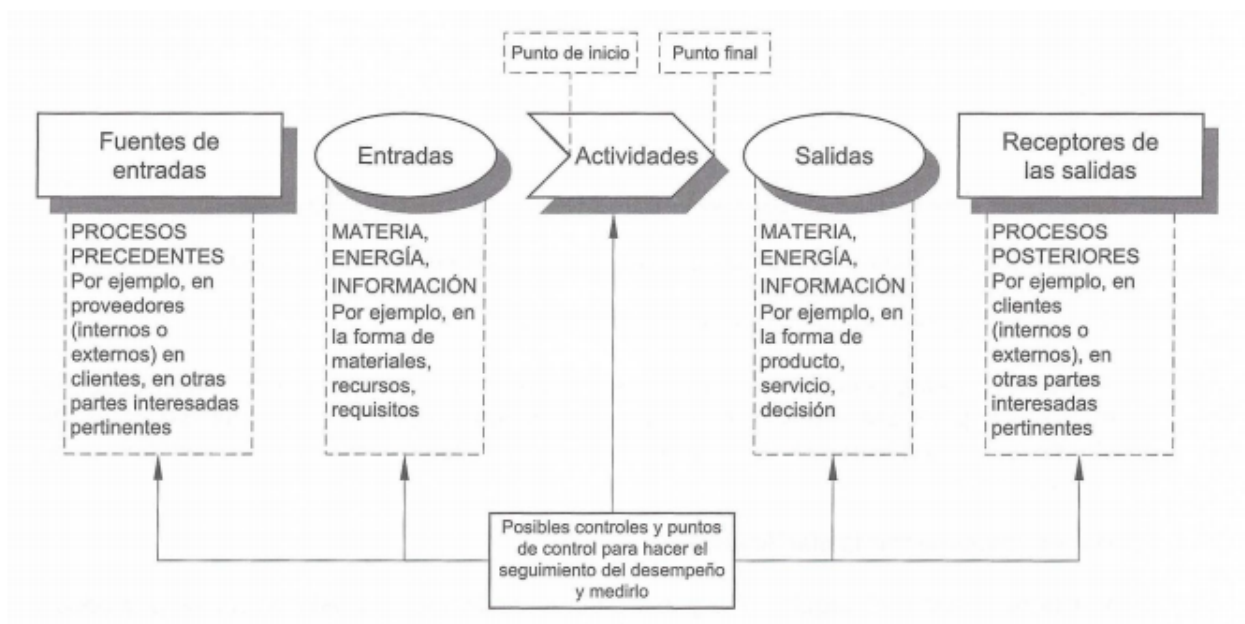 Punto de inicio
Punto final
Fuentes de
entradas
Entradas
Actividades
Salidas
Receptores de
las salidas
PROCESOS
PRECEDENTES
Por ejemplo, en
proveedores
(internos o
externos) en
clientes, en otras
partes interesadas
pertinentes
MATERIA,
ENERGÍA,
INFORMACIÓN
Por ejemplo, en
la forma de
materiales,
recursos,
requisitos
MATERIA,
ENERGÍA,
INFORMACIÓN
Por ejemplo, en
la forma de
producto,
servicio,
decisión
PROCESOS
POSTERIORES
Por ejemplo, en
clientes
(internos o
externos), en
otras partes
interesadas
pertinentes
Posibles controles y puntos
de control para hacer el
seguimiento del desempeño
y medirlo